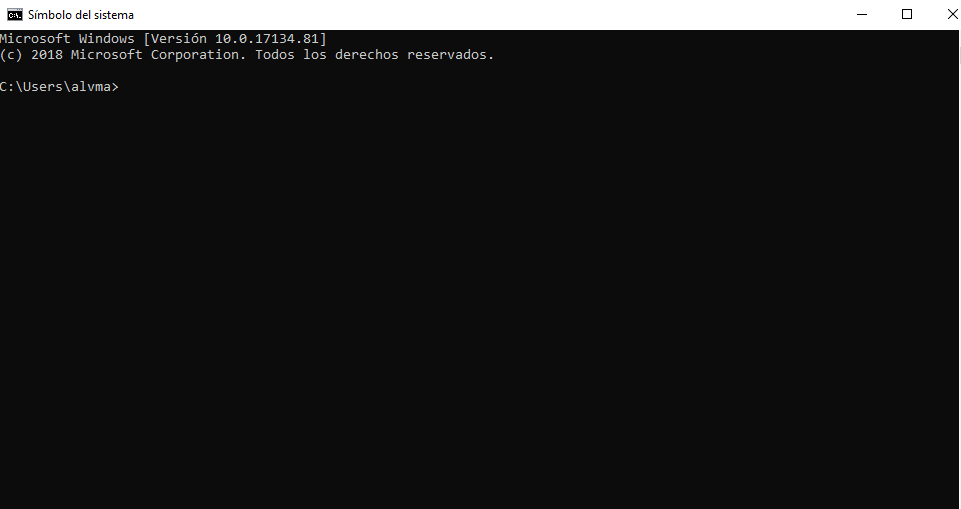 Símbolo del sistema
Microsoft Windows [Versión 10.0.17134.81]
(c) 2018 Microsoft Corporation. Todos los derechos reservados.
C:\Users\alvma>